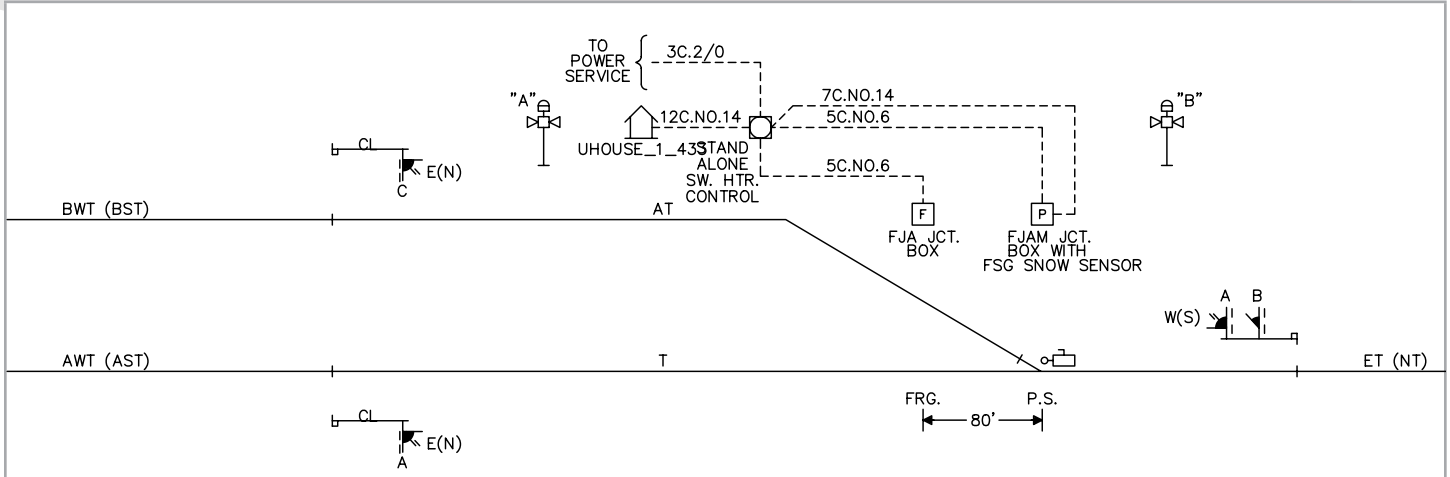 TO
POWER
SERVICE
3C.2/0
"A"
7C.NO.14
"B"
12C.NO.14
5C.NO.6
UHOUSE_1_433
STAND
ALONE
SW. HTR.
CONTROL
CL
E(N)
C
5C.NO.6
BWT (BST)
AT
F
P
FJA JCT.
BOX
FJAM JCT.
BOX WITH
FSG SNOW SENSOR
A
B
W(S)
AWT (AST)
T
ET (NT)
FRG.
P.S.
80'
CL
E(N)
A